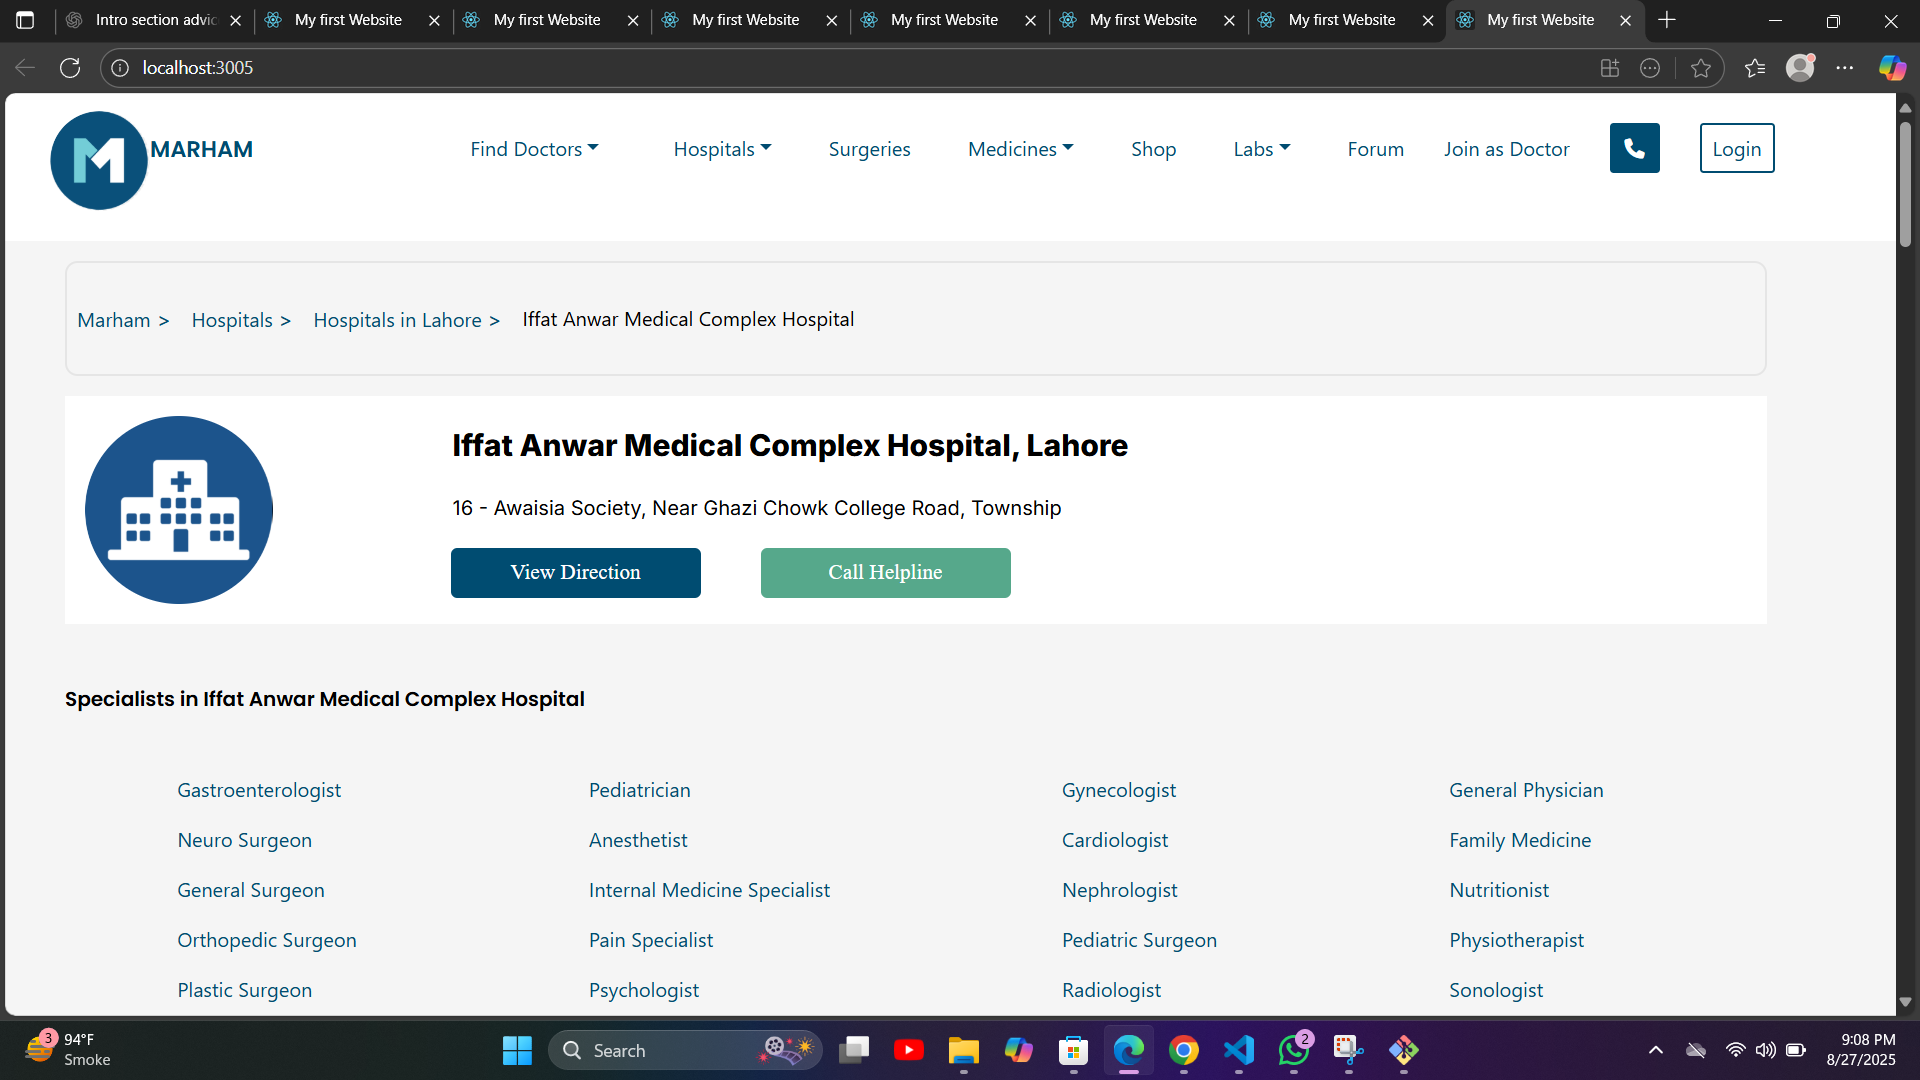 Intro section advic
My first Website
My first Website
My first Website
My first Website
My first Website
My first Website
My first Website
localhost:3005
M MARHAM
Find Doctors Hospitals Surgeries Medicines Shop Labs Forum Join as Doctor Login
Marham > Hospitals > Hospitals in Lahore > Iffat Anwar Medical Complex Hospital
Iffat Anwar Medical Complex Hospital, Lahore
16 - Awaisia Society, Near Ghazi Chowk College Road, Township
View Direction Call Helpline
Specialists in Iffat Anwar Medical Complex Hospital
Gastroenterologist Pediatrician Gynecologist General Physician
Neuro Surgeon Anesthetist Cardiologist Family Medicine
General Surgeon Internal Medicine Specialist Nephrologist Nutritionist
Orthopedic Surgeon Pain Specialist Pediatric Surgeon Physiotherapist
Plastic Surgeon Psychologist Radiologist Sonologist
3
94°F
Smoke
Search
2
9:08 PM
8/27/2025